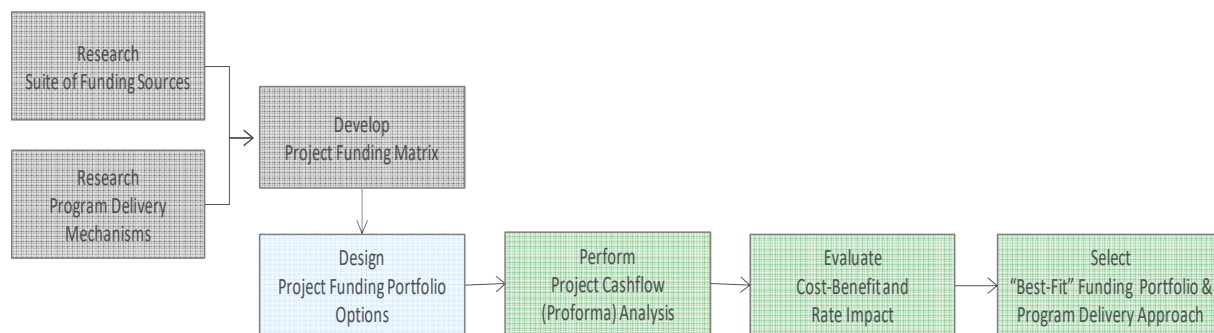 Research
Suite of Funding Sources
Research
Program Delivery
Mechanisms
Develop
Project Funding Matrix
Design
Project Funding Portfolio
Options
Perform
Project Cashflow
(Proforma) Analysis
Evaluate
Cost-Benefit and
Rate Impact
Select
“Best-Fit” Funding Portfolio &
Program Delivery Approach